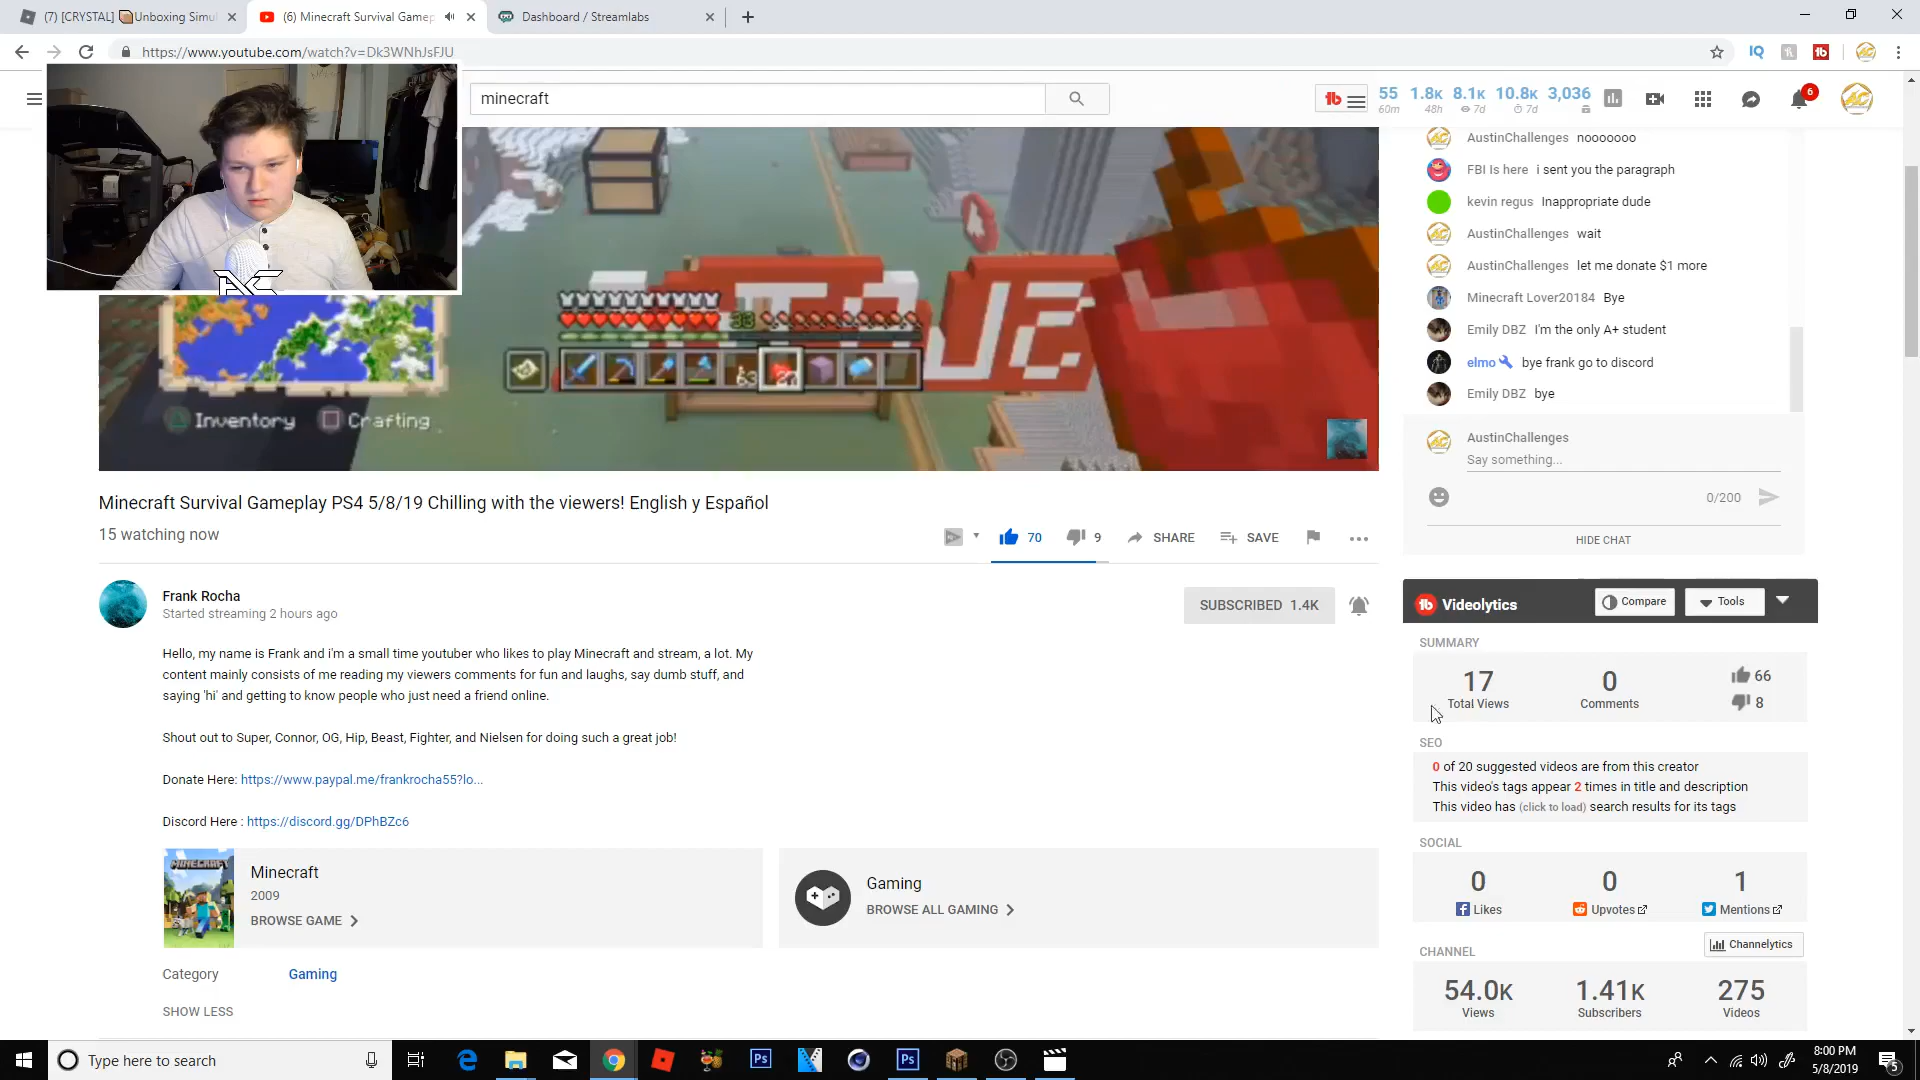 (7) [CRYSTAL] 📦Unboxing Simul
(6) Minecraft Survival Gamep
Dashboard / Streamlabs
https://www.youtube.com/watch?v=Dk3WNhJsFJU
IQ
minecraft
55 1.8K 8.1K 10.8K 3,036
60m 48h 7d 7d
6
AustinChallenges nooooooo
FBI Is here i sent you the paragraph
kevin regus Inappropriate dude
AustinChallenges wait
AustinChallenges let me donate $1 more
Minecraft Lover20184 Bye
Emily DBZ I'm the only A+ student
elmo bye frank go to discord
Emily DBZ bye
AustinChallenges
Say something...
0/200
HIDE CHAT
33
63 27
Inventory Crafting
Minecraft Survival Gameplay PS4 5/8/19 Chilling with the viewers! English y Español
15 watching now
70 9 SHARE SAVE
Frank Rocha
Started streaming 2 hours ago
SUBSCRIBED 1.4K
Hello, my name is Frank and i'm a small time youtuber who likes to play Minecraft and stream, a lot. My
content mainly consists of me reading my viewers comments for fun and laughs, say dumb stuff, and
saying 'hi' and getting to know people who just need a friend online.
Shout out to Super, Connor, OG, Hip, Beast, Fighter, and Nielsen for doing such a great job!
Donate Here: https://www.paypal.me/frankrocha55?lo...
Discord Here : https://discord.gg/DPhBZc6
Minecraft
2009
BROWSE GAME
Gaming
BROWSE ALL GAMING
Category Gaming
SHOW LESS
Videolytics Compare Tools
SUMMARY
17 0 66
Total Views Comments 8
SEO
0 of 20 suggested videos are from this creator
This video's tags appear 2 times in title and description
This video has (click to load) search results for its tags
SOCIAL
0 0 1
Likes Upvotes Mentions
CHANNEL Channelytics
54.0K 1.41K 275
Views Subscribers Videos
Type here to search
8:00 PM
5/8/2019
5